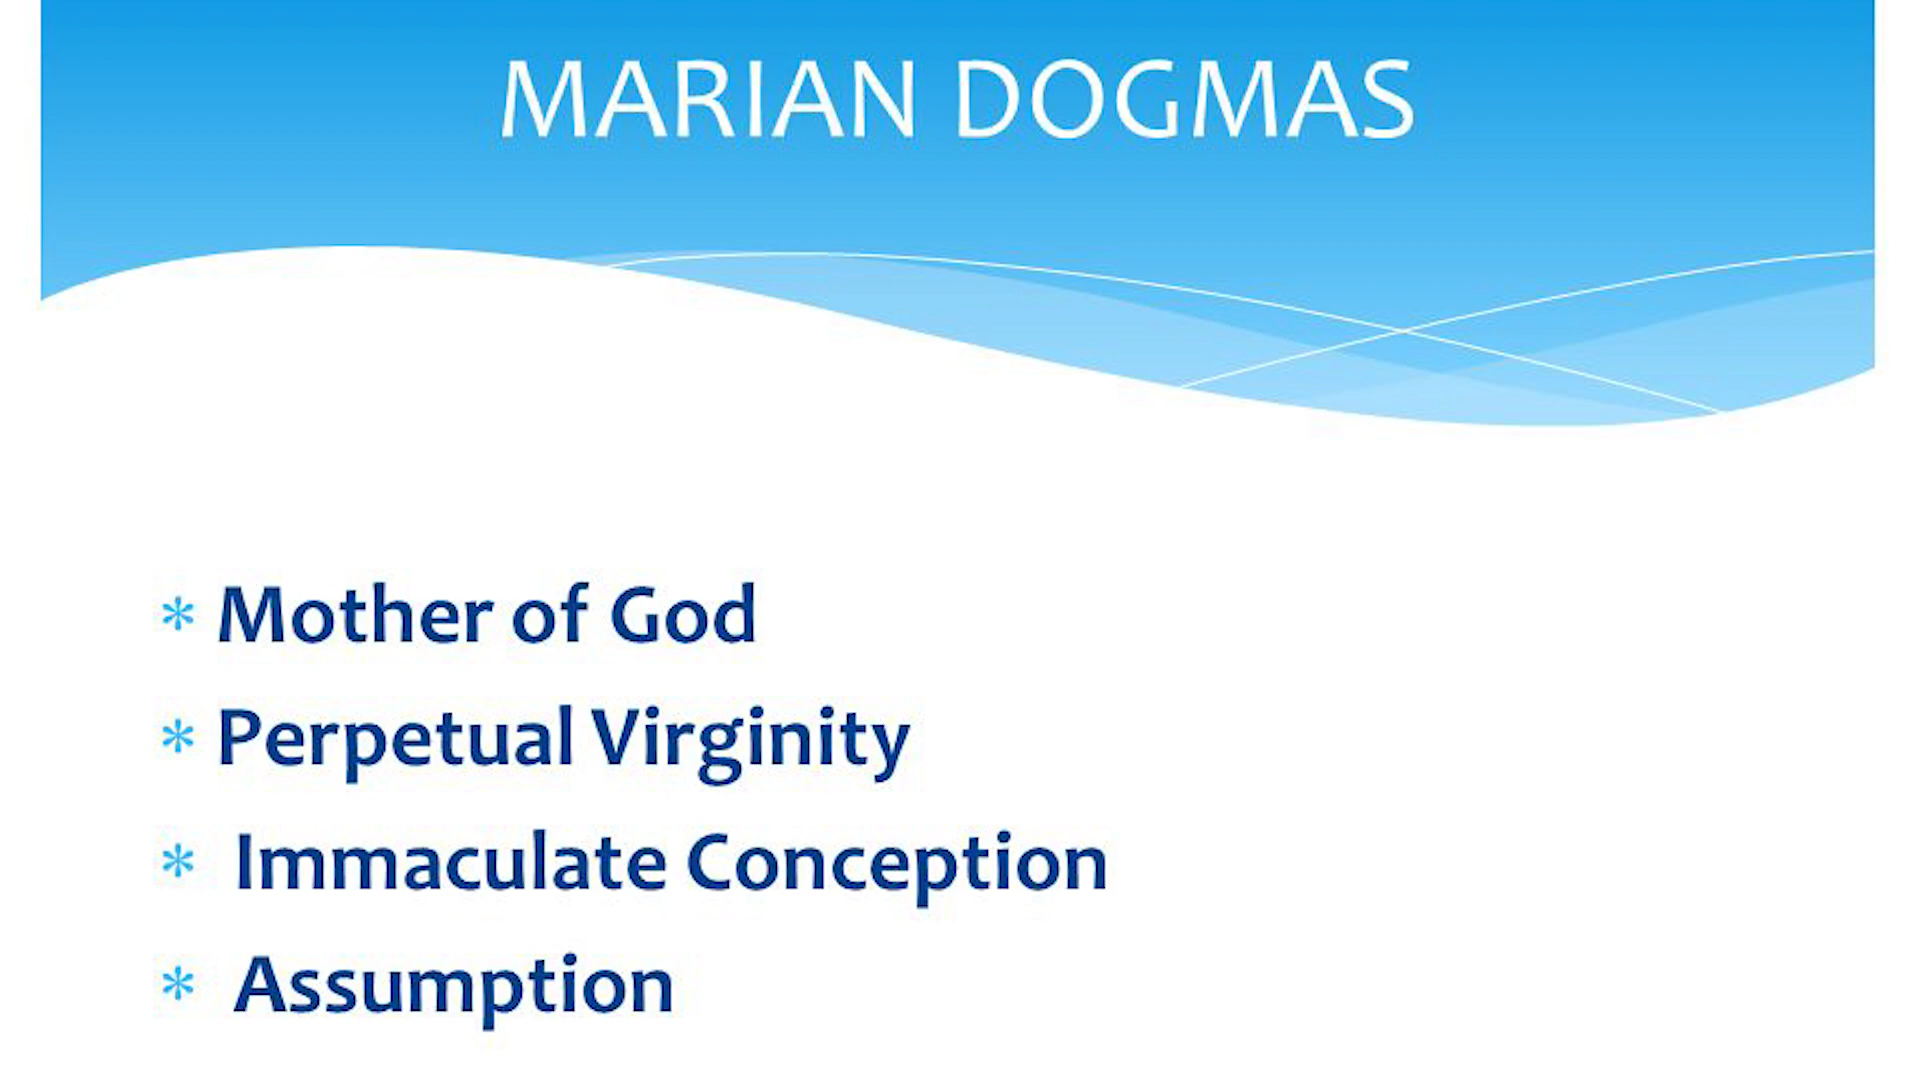 MARIAN DOGMAS
* Mother of God
* Perpetual Virginity
* Immaculate Conception
* Assumption